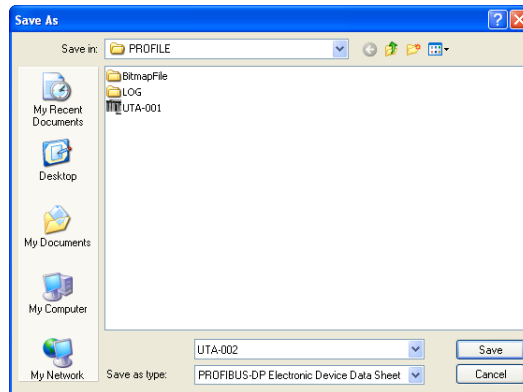 Save As
Save in: PROFILE
BitmapFile
LOG
UTA-001
My Recent
Documents
Desktop
My Documents
My Computer
My Network
UTA-002
Save
Save as type: PROFIBUS-DP Electronic Device Data Sheet
Cancel